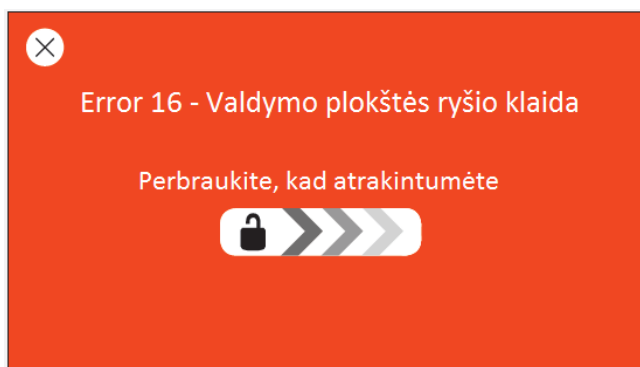 Error 16 - Valdymo plokštės ryšio klaida
Perbraukite, kad atrakintumėte